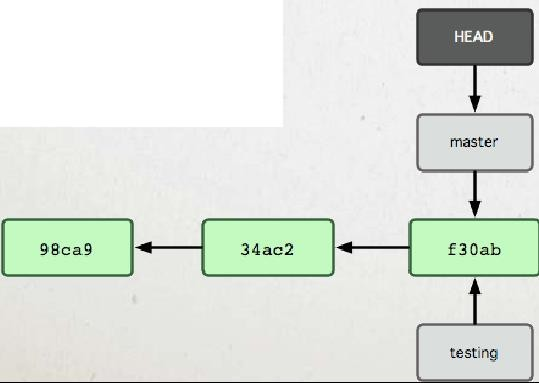 HEAD
master
98ca9
34ac2
f30ab
testing